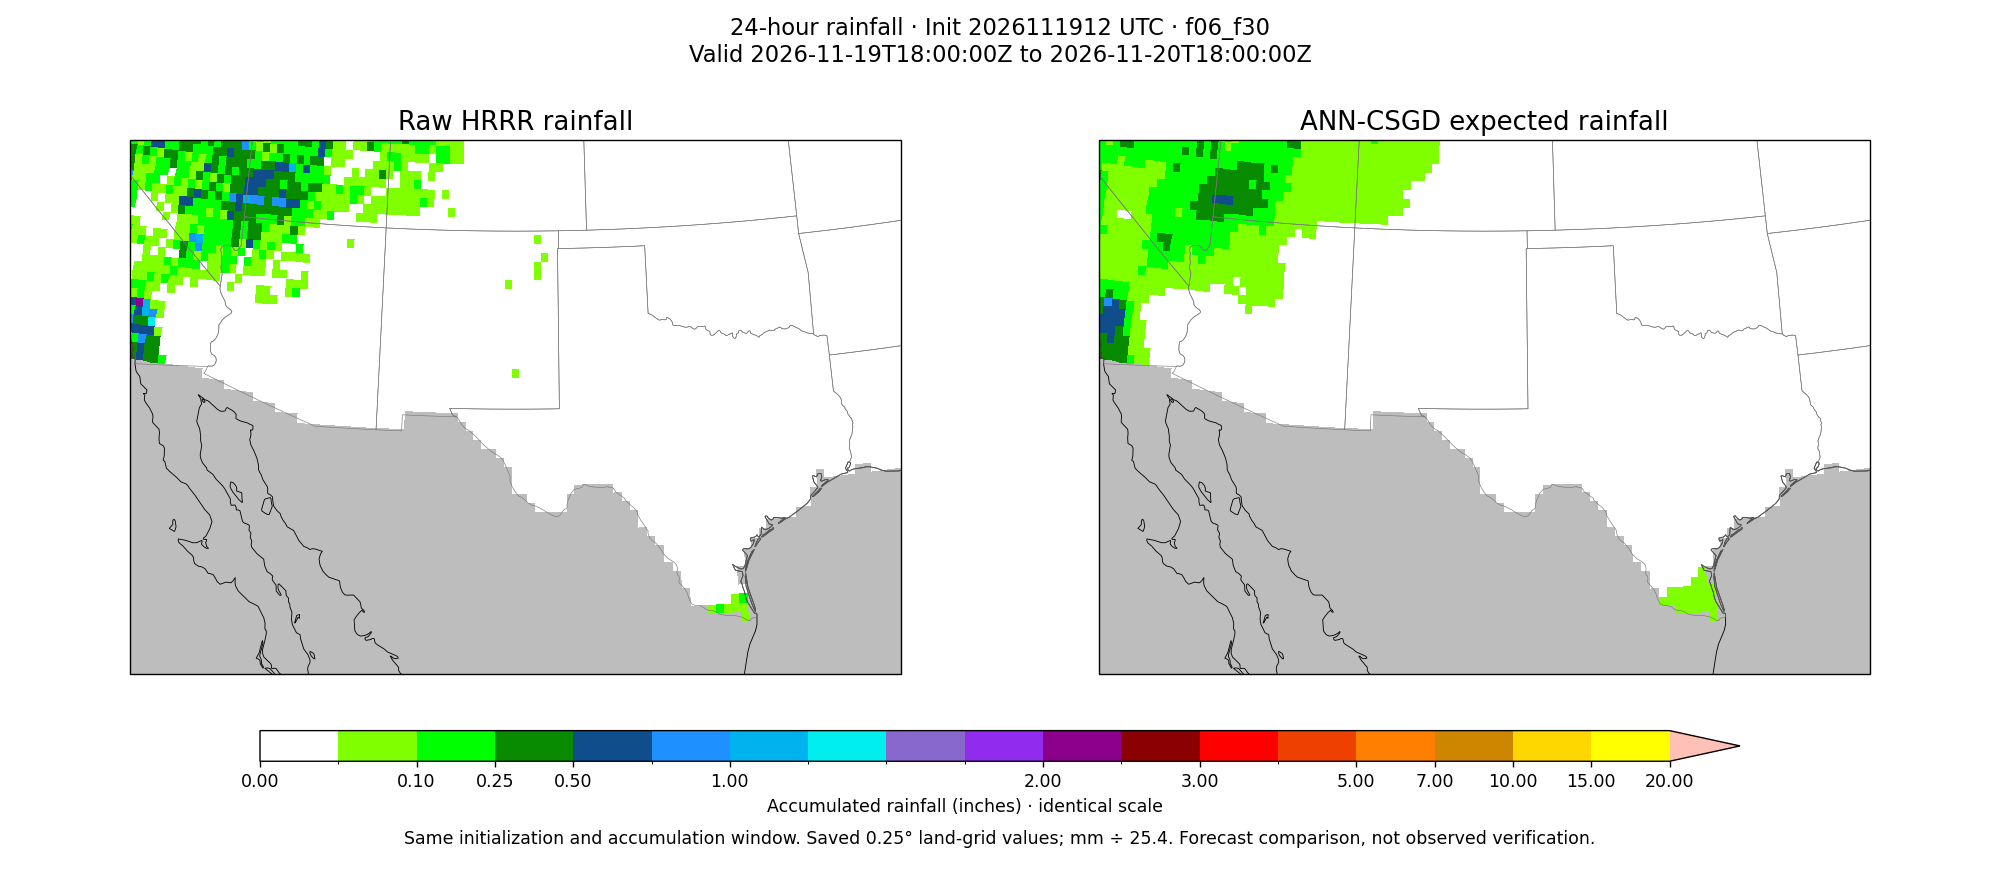 24-hour rainfall · Init 2026111912 UTC · f06_f30
Valid 2026-11-19T18:00:00Z to 2026-11-20T18:00:00Z
Raw HRRR rainfall
ANN-CSGD expected rainfall
0.00 0.10 0.25 0.50 1.00 2.00 3.00 5.00 7.00 10.00 15.00 20.00
Accumulated rainfall (inches) · identical scale
Same initialization and accumulation window. Saved 0.25° land-grid values; mm ÷ 25.4. Forecast comparison, not observed verification.